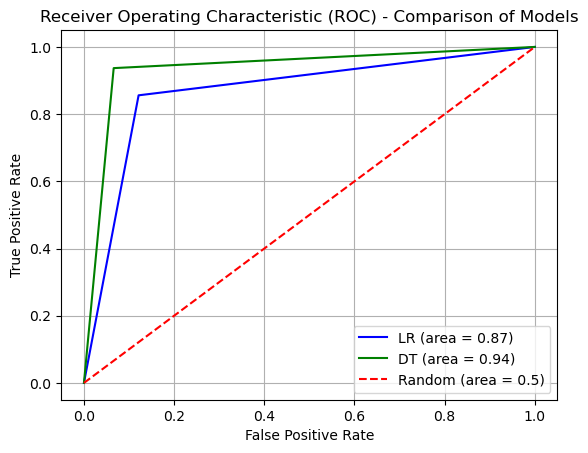 Receiver Operating Characteristic (ROC) - Comparison of Models
1.0
0.8
0.6
0.4
0.2
0.0
True Positive Rate
LR (area = 0.87)
DT (area = 0.94)
Random (area = 0.5)
0.0 0.2 0.4 0.6 0.8 1.0
False Positive Rate